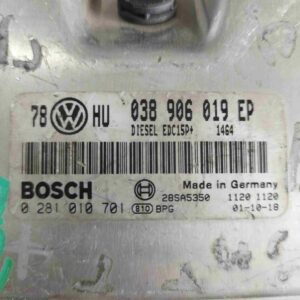 78 HU 038 906 019 EP
DIESEL EDC15P+ 1464
BOSCH Made in Germany
28SA5350 1120 1120
0 281 010 701 810 BPG 01-10-18